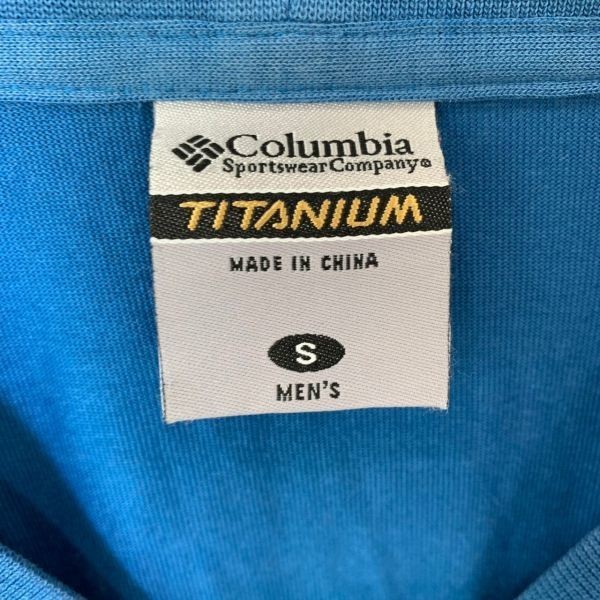 Columbia
Sportswear Company®
TITANIUM
MADE IN CHINA
S
MEN'S